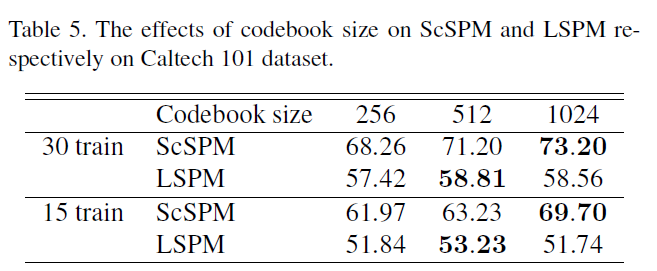 Table 5. The effects of codebook size on ScSPM and LSPM re-
spectively on Caltech 101 dataset.
Codebook size 256 512 1024
30 train ScSPM 68.26 71.20 73.20
LSPM 57.42 58.81 58.56
15 train ScSPM 61.97 63.23 69.70
LSPM 51.84 53.23 51.74